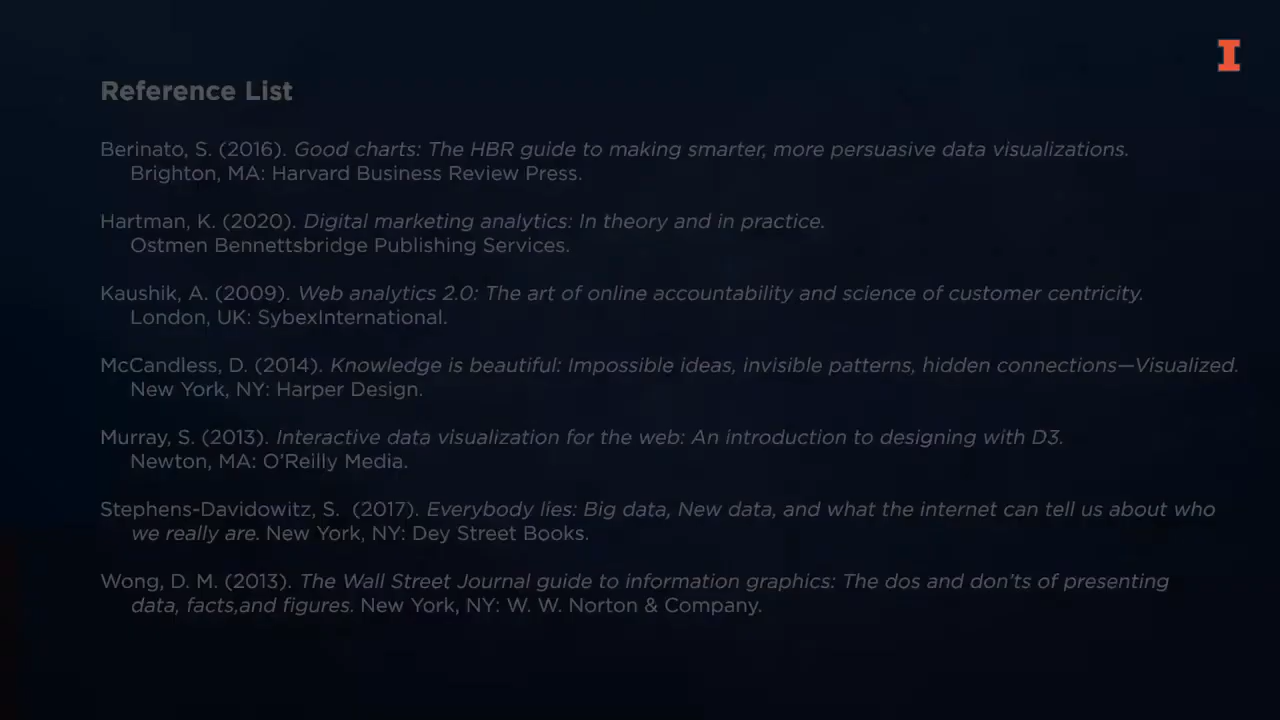 I
Reference List
Berinato, S. (2016). Good charts: The HBR guide to making smarter, more persuasive data visualizations.
Brighton, MA: Harvard Business Review Press.
Hartman, K. (2020). Digital marketing analytics: In theory and in practice.
Ostmen Bennettsbridge Publishing Services.
Kaushik, A. (2009). Web analytics 2.0: The art of online accountability and science of customer centricity.
London, UK: SybexInternational.
McCandless, D. (2014). Knowledge is beautiful: Impossible ideas, invisible patterns, hidden connections—Visualized.
New York, NY: Harper Design.
Murray, S. (2013). Interactive data visualization for the web: An introduction to designing with D3.
Newton, MA: O’Reilly Media.
Stephens-Davidowitz, S.  (2017). Everybody lies: Big data, New data, and what the internet can tell us about who
we really are. New York, NY: Dey Street Books.
Wong, D. M. (2013). The Wall Street Journal guide to information graphics: The dos and don’ts of presenting
data, facts,and figures. New York, NY: W. W. Norton & Company.